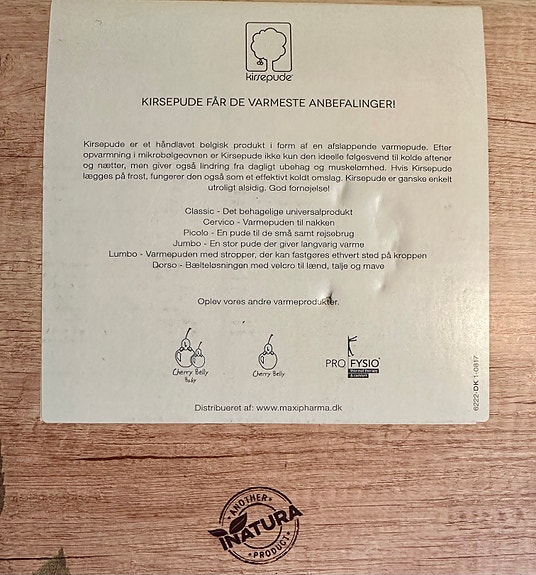 kirsepude®
KIRSEPUDE FÅR DE VARMESTE ANBEFALINGER!
Kirsepude er et håndlavet belgisk produkt i form af en afslappende varmepude. Efter
opvarmning i mikrobølgeovnen er Kirsepude ikke kun den ideelle følgesvend til kolde aftener
og nætter, men giver også lindring fra dagligt ubehag og muskelømhed. Hvis Kirsepude
lægges på frost, fungerer den også som et effektivt koldt omslag. Kirsepude er ganske enkelt
utroligt alsidig. God fornøjelse!
Classic - Det behagelige universalprodukt
Cervico - Varmepuden til nakken
Picolo - En pude til de små samt rejsebrug
Jumbo - En stor pude der giver langvarig varme
Lumbo - Varmepuden med stropper, der kan fastgøres ethvert sted på kroppen
Dorso - Bælteløsningen med velcro til lænd, talje og mave
Oplev vores andre varmeprodukter.
Cherry Belly
Baby
Cherry Belly
PRO FYSIO
Distribueret af: www.maxipharma.dk
6222-DK 1-0817
ANOTHER
INATURA
PRODUCT